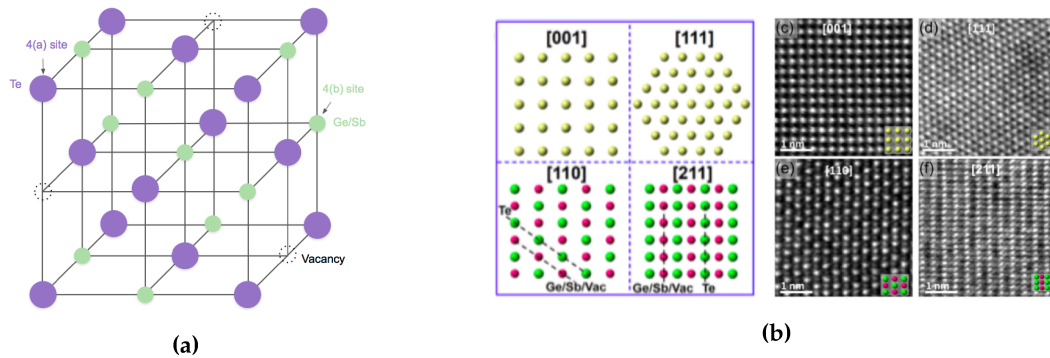 4(a) site
Te
4(b) site
Ge/Sb
Vacancy
(a)
[001]
[111]
[110]
Te
Ge/Sb/Vac
[211]
Ge/Sb/Vac
Te
(c)
[001]
1 nm
(d)
[111]
1 nm
(e)
[110]
1 nm
(f)
[211]
1 nm
(b)